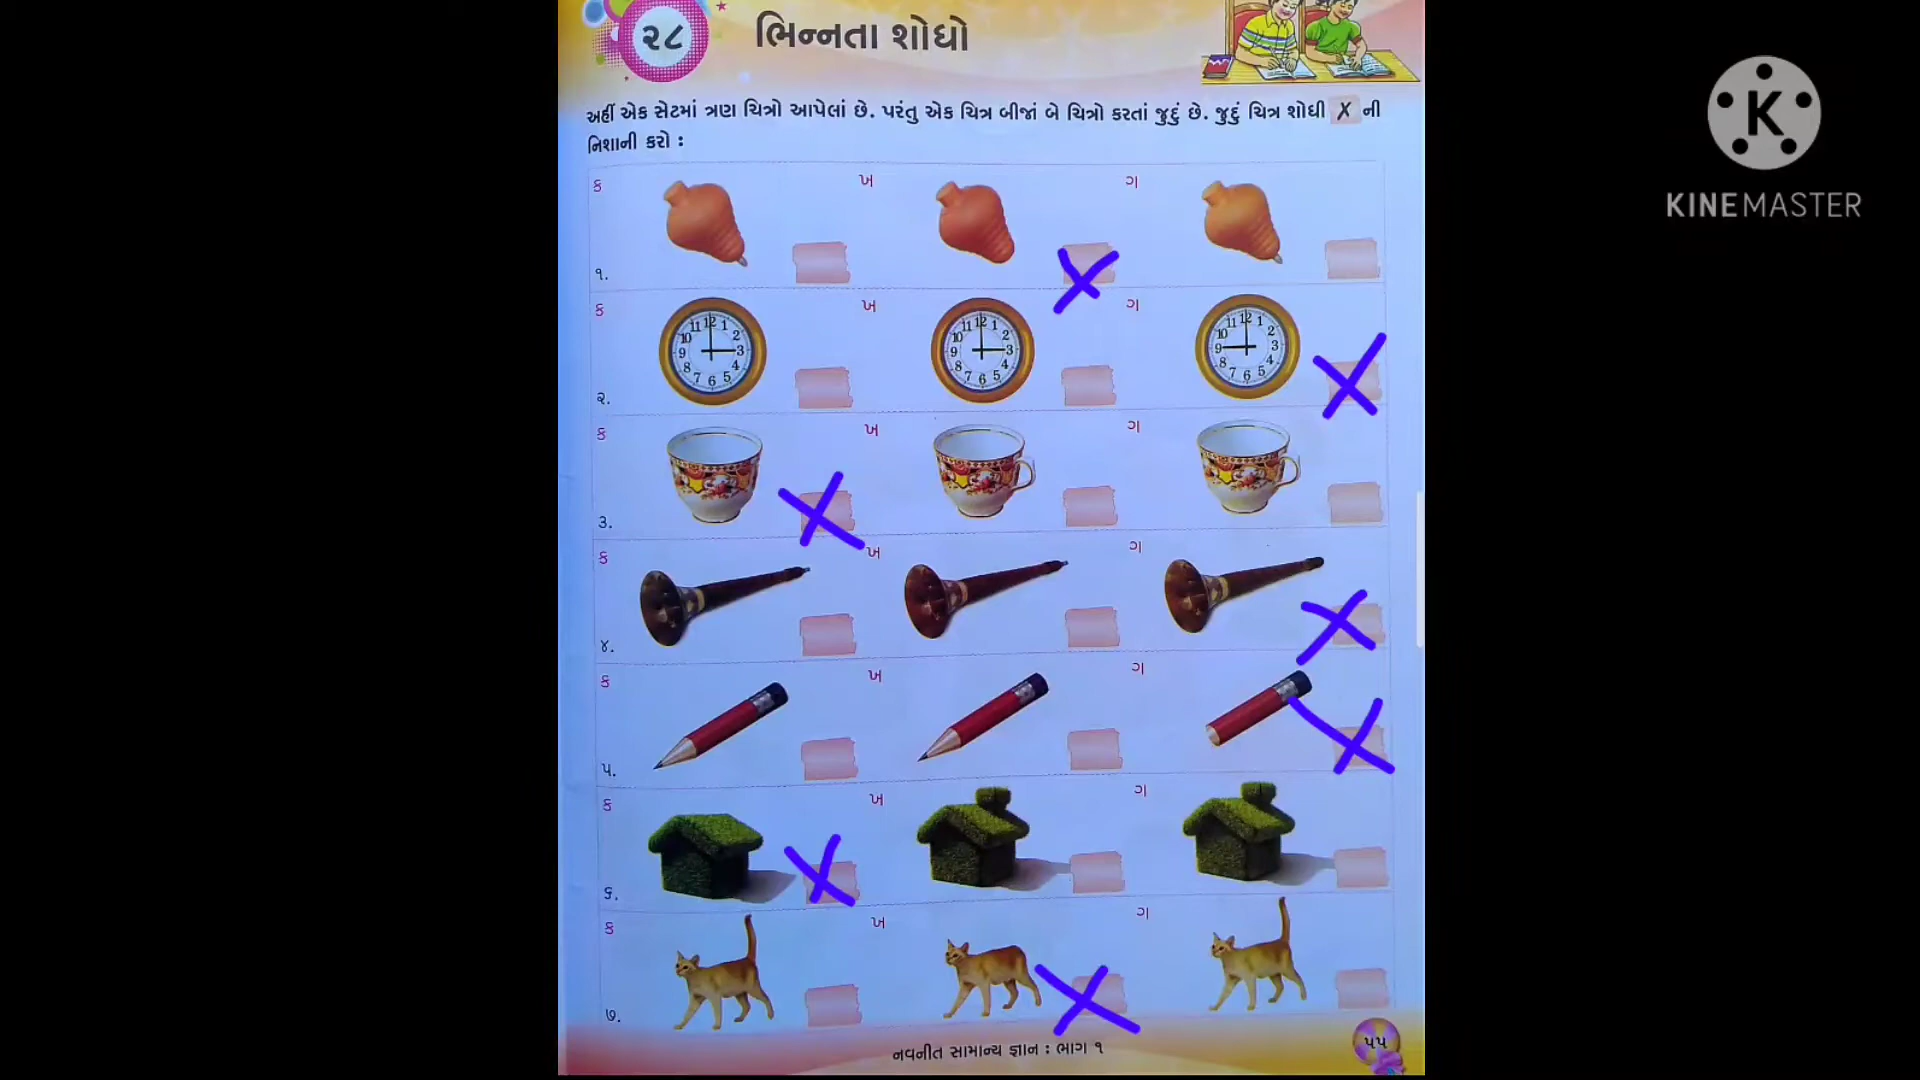 ૨૮
ભિન્નતા શોધો
અહીં એક સેટમાં ત્રણ ચિત્રો આપેલાં છે. પરંતુ એક ચિત્ર બીજાં બે ચિત્રો કરતાં જુદું છે. જુદું ચિત્ર શોધી X ની
નિશાની કરો :
ક ખ ગ
૧.
ક ખ ગ
૨.
ક ખ ગ
૩.
ક ખ ગ
૪.
ક ખ ગ
૫.
ક ખ ગ
૬.
ક ખ ગ
૭.
નવનીત સામાન્ય જ્ઞાન : ભાગ ૧
૫૫
K
KINEMASTER